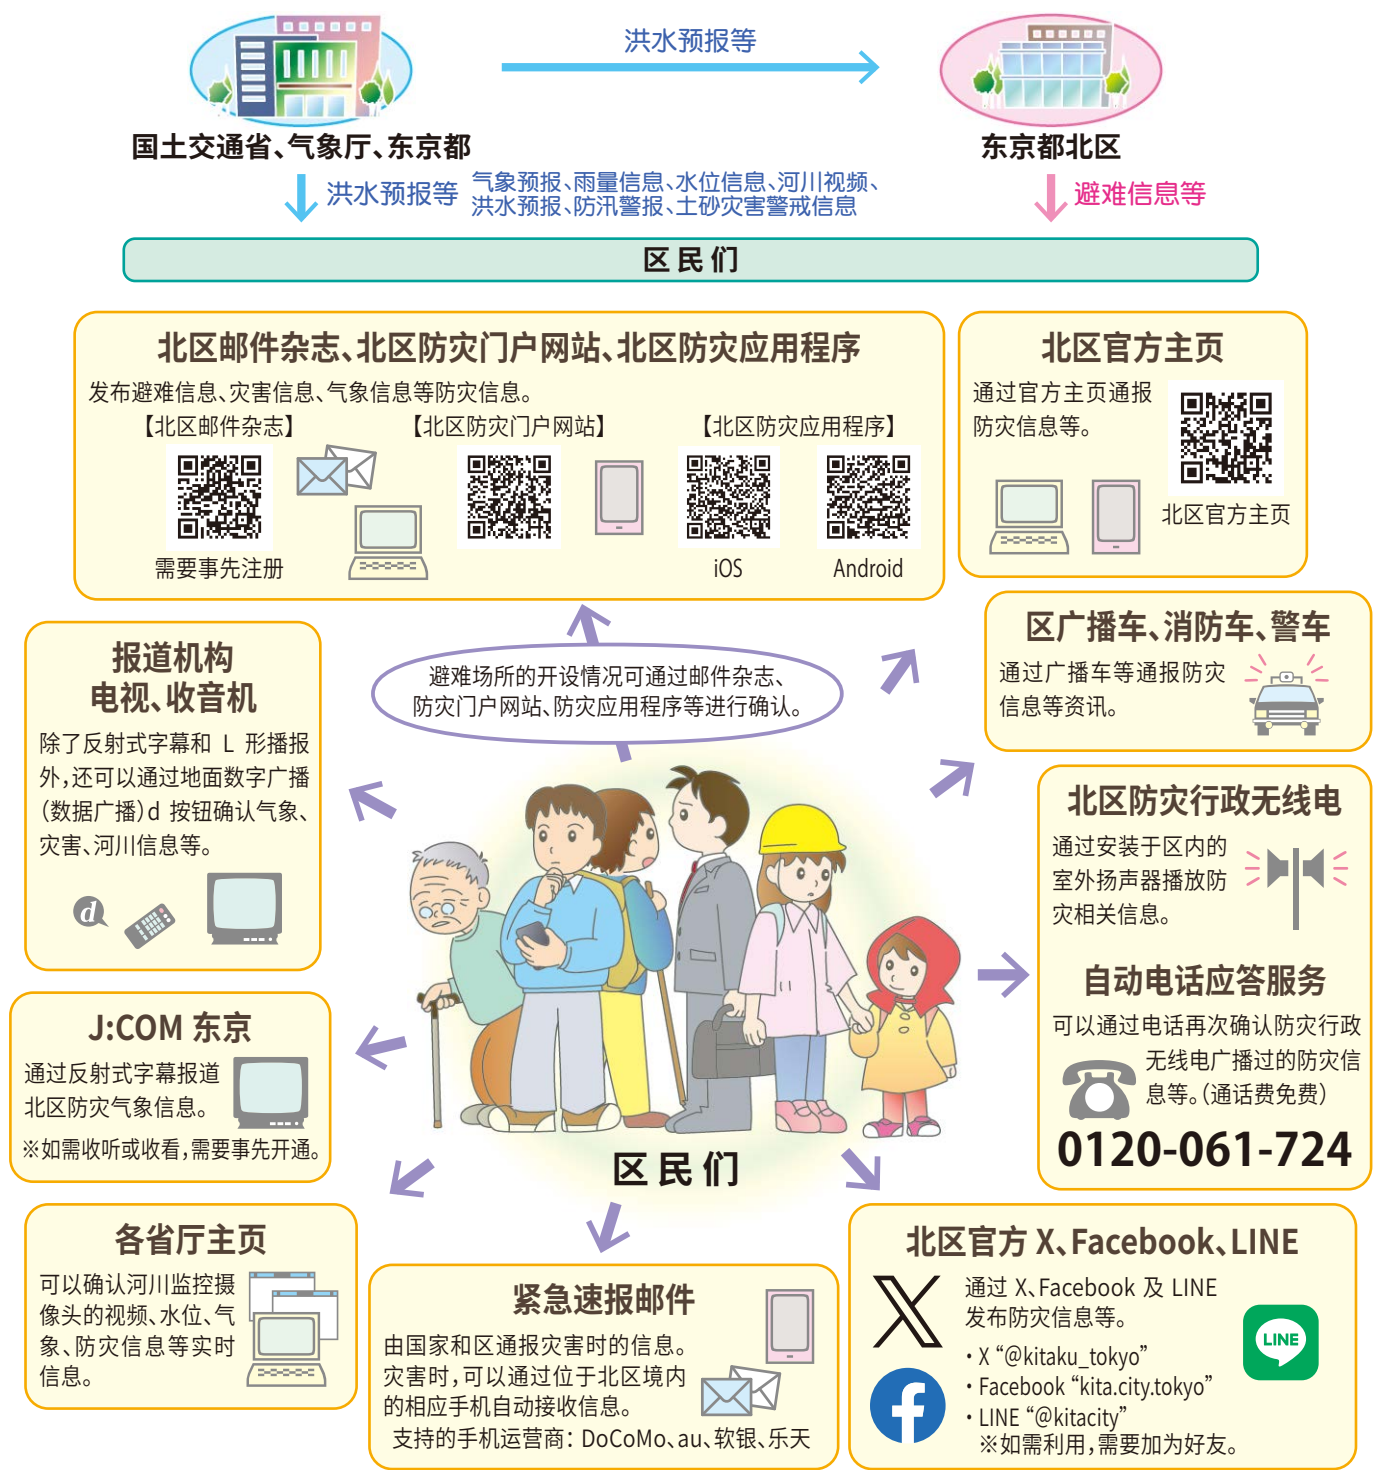 洪水预报等
国土交通省、气象厅、东京都
东京都北区
洪水预报等
气象预报、雨量信息、水位信息、河川视频、
洪水预报、防汛警报、土砂灾害警戒信息
避难信息等
区民们
北区邮件杂志、北区防灾门户网站、北区防灾应用程序
发布避难信息、灾害信息、气象信息等防灾信息。
【北区邮件杂志】
【北区防灾门户网站】
【北区防灾应用程序】
需要事先注册
iOS
Android
北区官方主页
通过官方主页通报
防灾信息等。
北区官方主页
避难场所的开设情况可通过邮件杂志、
防灾门户网站、防灾应用程序等进行确认。
区广播车、消防车、警车
通过广播车等通报防灾
信息等资讯。
报道机构
电视、收音机
除了反射式字幕和 L 形播报
外,还可以通过地面数字广播
(数据广播)d 按钮确认气象、
灾害、河川信息等。
d
北区防灾行政无线电
通过安装于区内的
室外扬声器播放防
灾相关信息。
自动电话应答服务
可以通过电话再次确认防灾行政
无线电广播过的防灾信
息等。(通话费免费)
0120-061-724
J:COM 东京
通过反射式字幕报道
北区防灾气象信息。
※如需收听或收看,需要事先开通。
区民们
各省厅主页
可以确认河川监控摄
像头的视频、水位、气
象、防灾信息等实时
信息。
紧急速报邮件
由国家和区通报灾害时的信息。
灾害时,可以通过位于北区境内
的相应手机自动接收信息。
支持的手机运营商：DoCoMo、au、软银、乐天
北区官方 X、Facebook、LINE
通过 X、Facebook 及 LINE
发布防灾信息等。
・X “@kitaku_tokyo”
・Facebook “kita.city.tokyo”
・LINE “@kitacity”
※如需利用,需要加为好友。
LINE